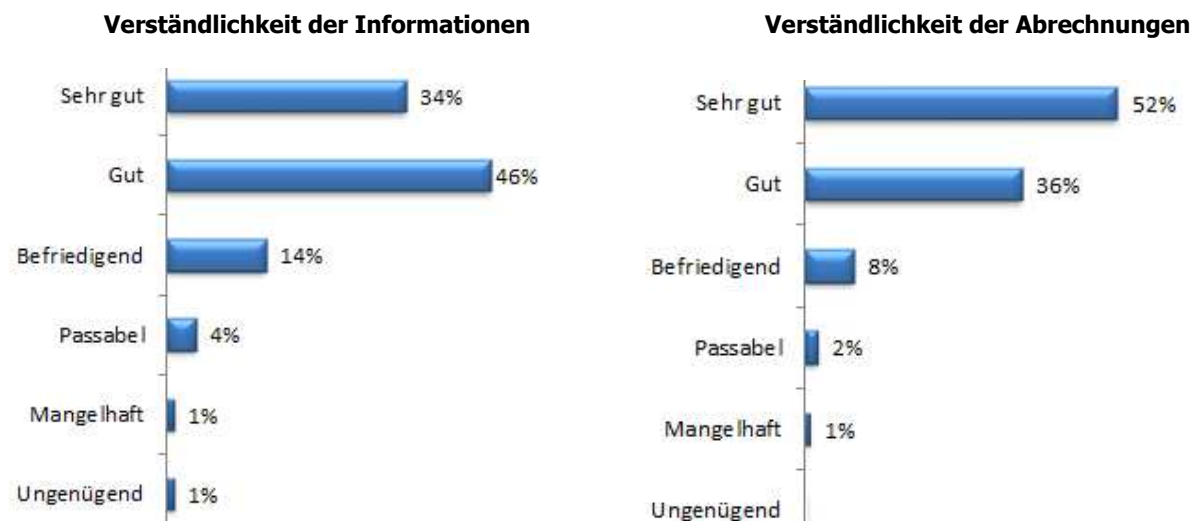 Verständlichkeit der Informationen
Sehr gut 34%
Gut 46%
Befriedigend 14%
Passabel 4%
Mangelhaft 1%
Ungenügend 1%
Verständlichkeit der Abrechnungen
Sehr gut 52%
Gut 36%
Befriedigend 8%
Passabel 2%
Mangelhaft 1%
Ungenügend